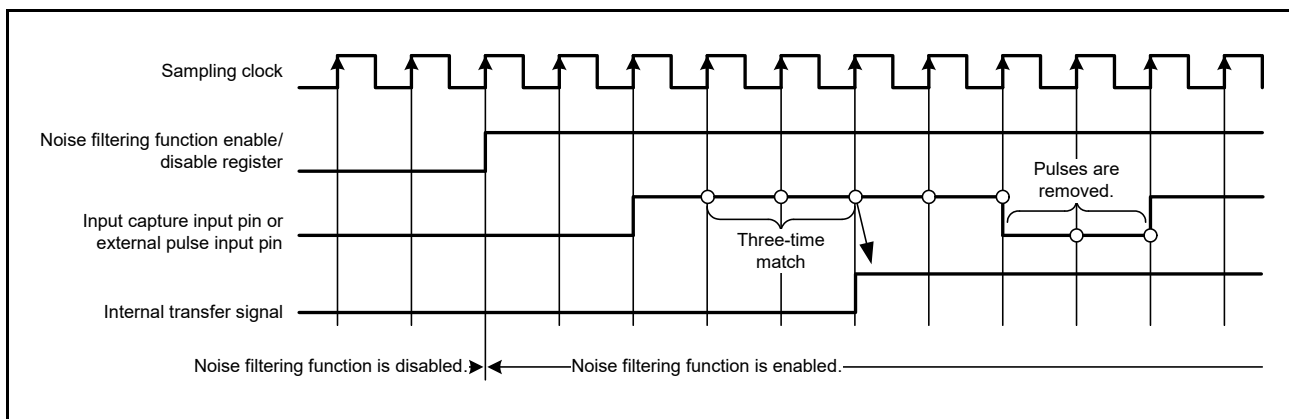 Sampling clock
Noise filtering function enable/
disable register
Pulses are
removed.
Input capture input pin or
external pulse input pin
Three-time
match
Internal transfer signal
Noise filtering function is disabled.
Noise filtering function is enabled.